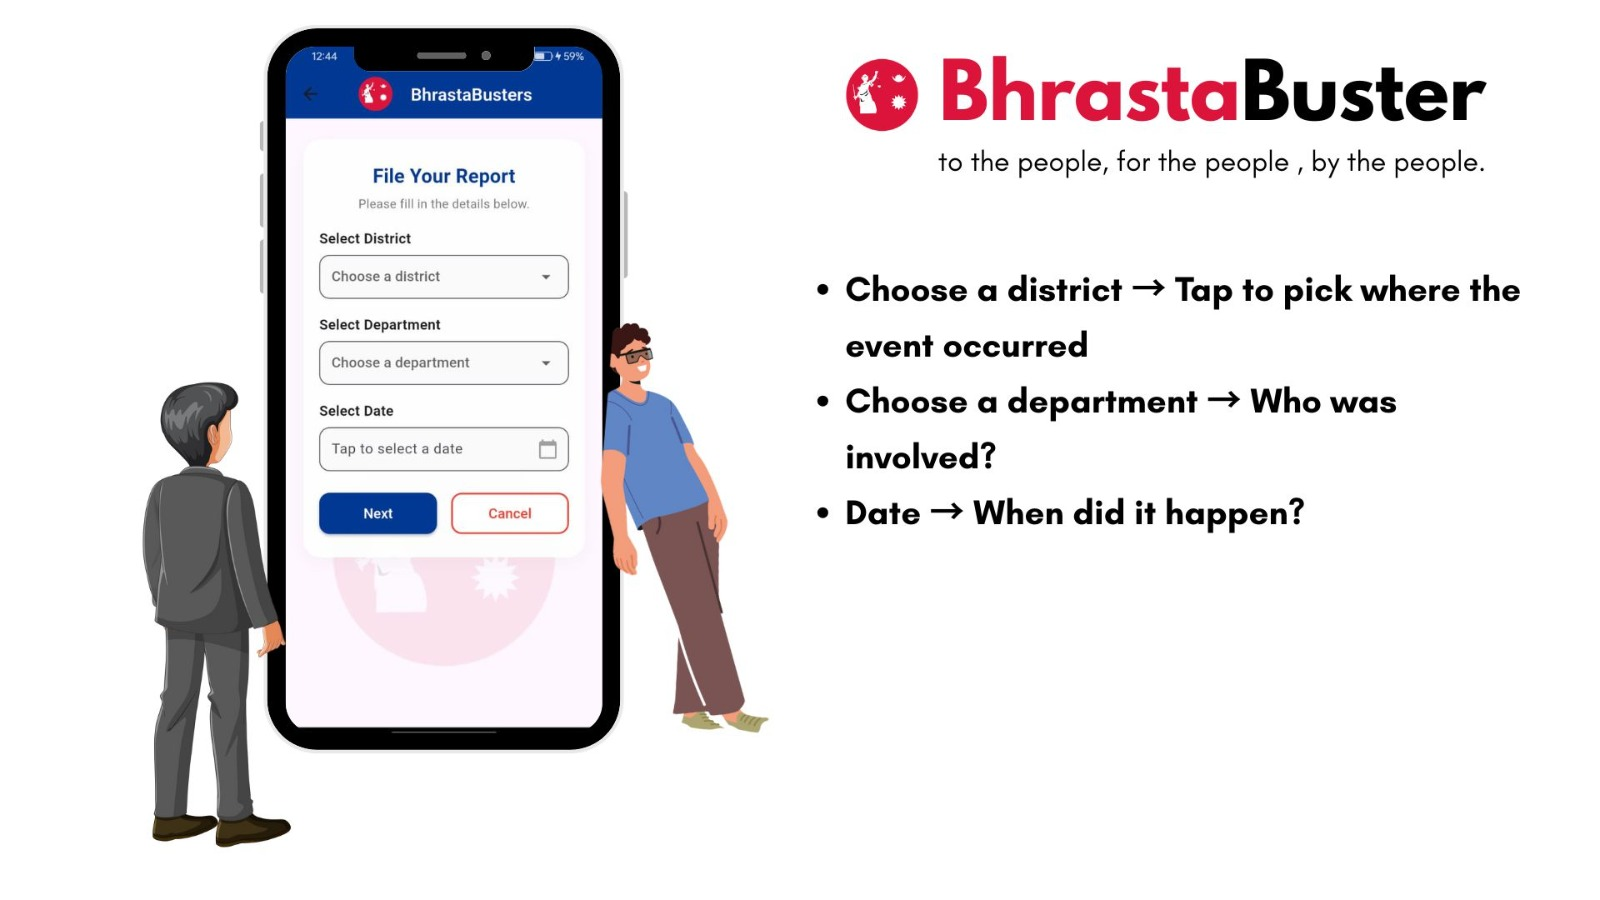 12:44
59%
BhrastaBusters
File Your Report
Please fill in the details below.
Select District
Choose a district
Select Department
Choose a department
Select Date
Tap to select a date
Next
Cancel
BhrastaBuster
to the people, for the people , by the people.
• Choose a district → Tap to pick where the
event occurred
• Choose a department → Who was
involved?
• Date → When did it happen?